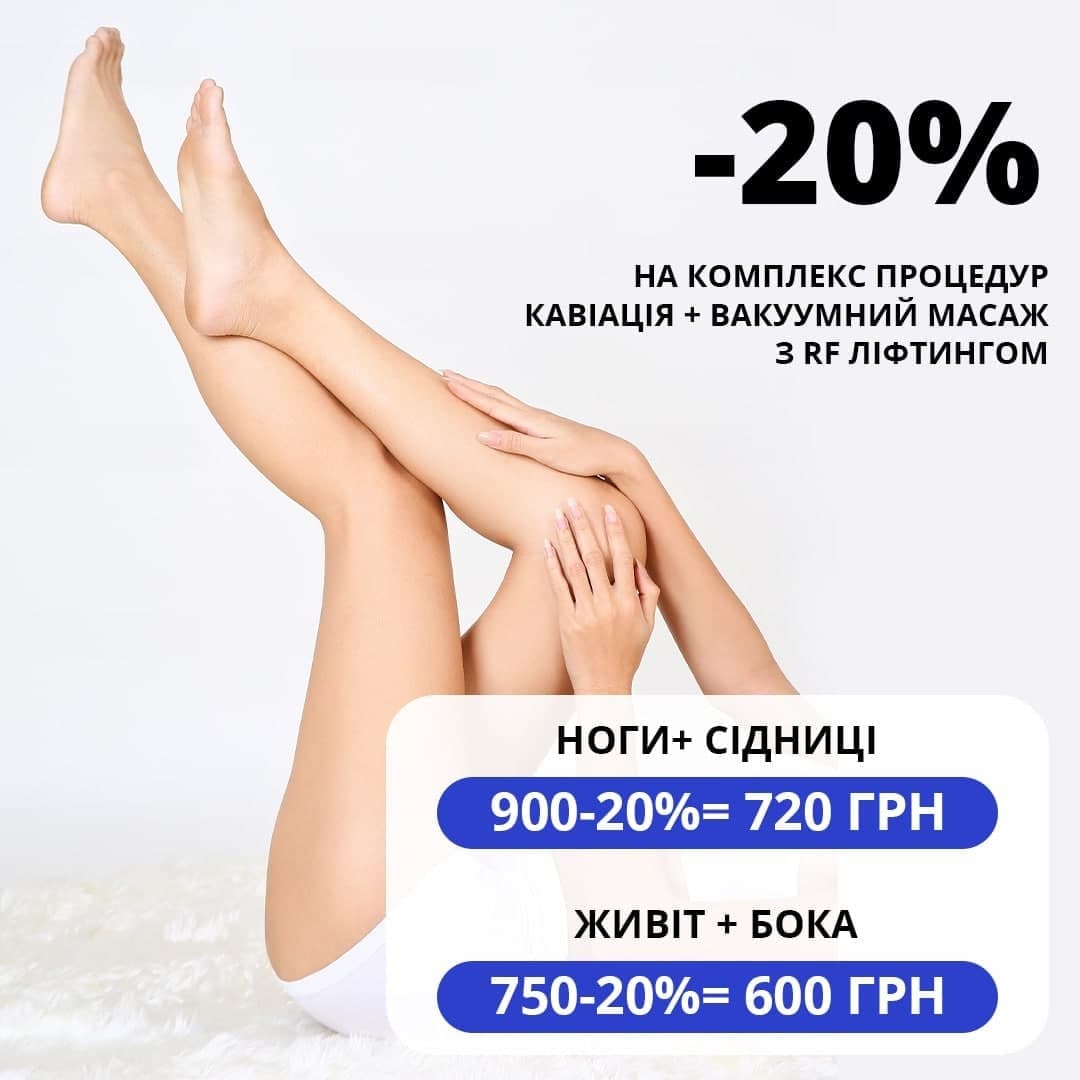 -20%
НА КОМПЛЕКС ПРОЦЕДУР
КАВІАЦІЯ + ВАКУУМНИЙ МАСАЖ
З RF ЛІФТИНГОМ
НОГИ+ СІДНИЦІ
900-20%= 720 ГРН
ЖИВІТ + БОКА
750-20%= 600 ГРН